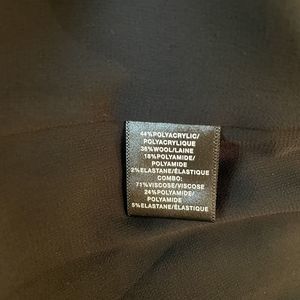 44%POLYACRYLIC/
POLYACRYLIQUE
36%WOOL/LAINE
18%POLYAMIDE/
POLYAMIDE
2%ELASTANE/ÉLASTIQUE
COMBO:
71%VISCOSE/VISCOSE
24%POLYAMIDE/
POLYAMIDE
5%ELASTANE/ÉLASTIQUE